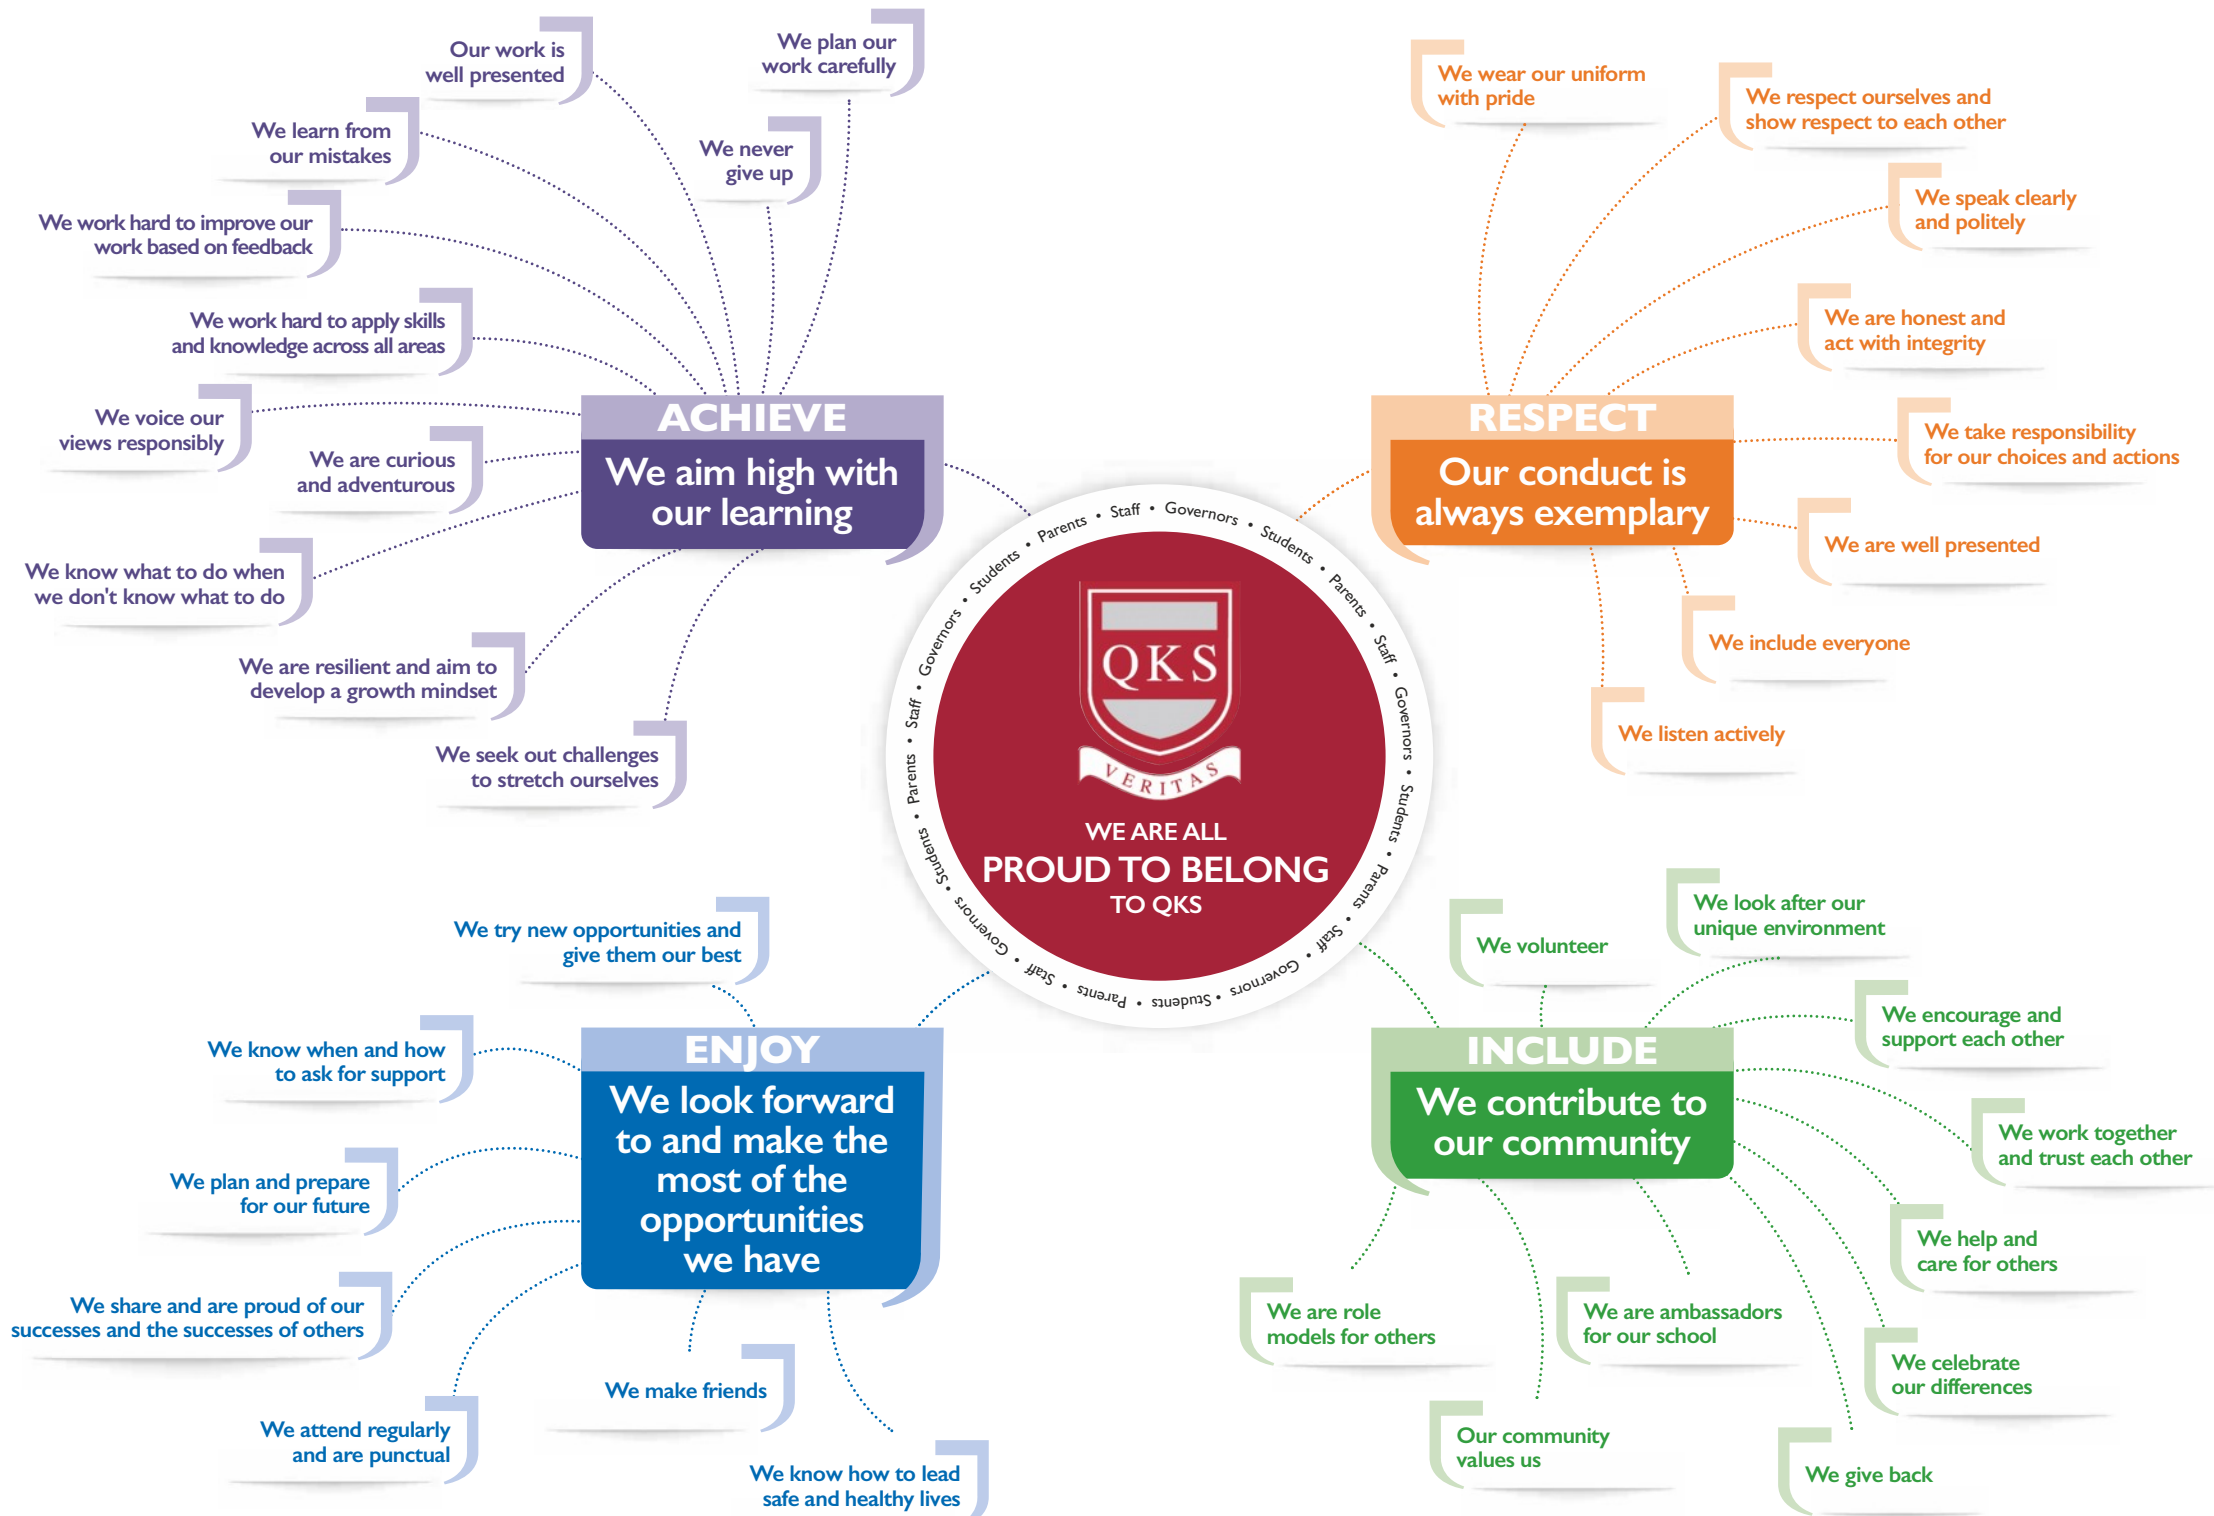 Our work is
well presented
We plan our
work carefully
We learn from
our mistakes
We never
give up
We work hard to improve our
work based on feedback
We work hard to apply skills
and knowledge across all areas
We voice our
views responsibly
We are curious
and adventurous
We know what to do when
we don't know what to do
We are resilient and aim to
develop a growth mindset
We seek out challenges
to stretch ourselves
ACHIEVE
We aim high with
our learning
We wear our uniform
with pride
We respect ourselves and
show respect to each other
We speak clearly
and politely
We are honest and
act with integrity
We take responsibility
for our choices and actions
We are well presented
We include everyone
We listen actively
RESPECT
Our conduct is
always exemplary
Students • Parents • Staff • Governors • Students • Parents • Staff • Governors • Students • Parents • Staff • Governors • Students • Parents • Staff • Governors • Students • Parents • Staff • Governors •
QKS
VERITAS
WE ARE ALL
PROUD TO BELONG
TO QKS
We try new opportunities and
give them our best
We know when and how
to ask for support
We plan and prepare
for our future
We share and are proud of our
successes and the successes of others
We attend regularly
and are punctual
We make friends
We know how to lead
safe and healthy lives
ENJOY
We look forward
to and make the
most of the
opportunities
we have
We volunteer
We look after our
unique environment
We encourage and
support each other
We work together
and trust each other
We help and
care for others
We celebrate
our differences
We give back
We are ambassadors
for our school
Our community
values us
We are role
models for others
INCLUDE
We contribute to
our community